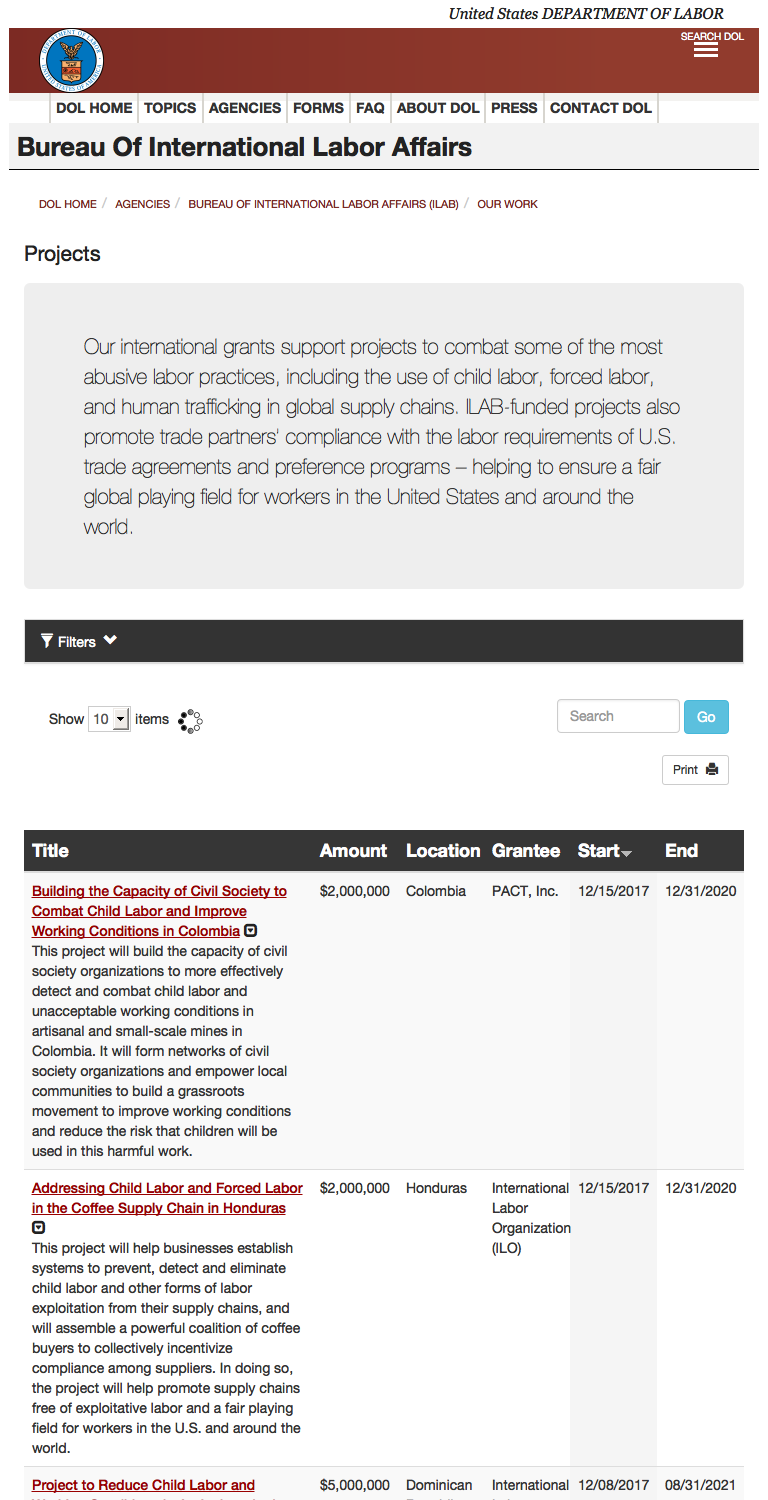 United States DEPARTMENT OF LABOR
SEARCH DOL
DOL HOME TOPICS AGENCIES FORMS FAQ ABOUT DOL PRESS CONTACT DOL
Bureau Of International Labor Affairs
DOL HOME / AGENCIES / BUREAU OF INTERNATIONAL LABOR AFFAIRS (ILAB) / OUR WORK
Projects
Our international grants support projects to combat some of the most
abusive labor practices, including the use of child labor, forced labor,
and human trafficking in global supply chains. ILAB-funded projects also
promote trade partners' compliance with the labor requirements of U.S.
trade agreements and preference programs – helping to ensure a fair
global playing field for workers in the United States and around the
world.
Filters
Show 10 items
Search Go
Print
Title Amount Location Grantee Start End
Building the Capacity of Civil Society to $2,000,000 Colombia PACT, Inc. 12/15/2017 12/31/2020
Combat Child Labor and Improve
Working Conditions in Colombia
This project will build the capacity of civil
society organizations to more effectively
detect and combat child labor and
unacceptable working conditions in
artisanal and small-scale mines in
Colombia. It will form networks of civil
society organizations and empower local
communities to build a grassroots
movement to improve working conditions
and reduce the risk that children will be
used in this harmful work.
Addressing Child Labor and Forced Labor $2,000,000 Honduras International 12/15/2017 12/31/2020
in the Coffee Supply Chain in Honduras Labor
Organization
(ILO)
This project will help businesses establish
systems to prevent, detect and eliminate
child labor and other forms of labor
exploitation from their supply chains, and
will assemble a powerful coalition of coffee
buyers to collectively incentivize
compliance among suppliers. In doing so,
the project will help promote supply chains
free of exploitative labor and a fair playing
field for workers in the U.S. and around the
world.
Project to Reduce Child Labor and $5,000,000 Dominican International 12/08/2017 08/31/2021